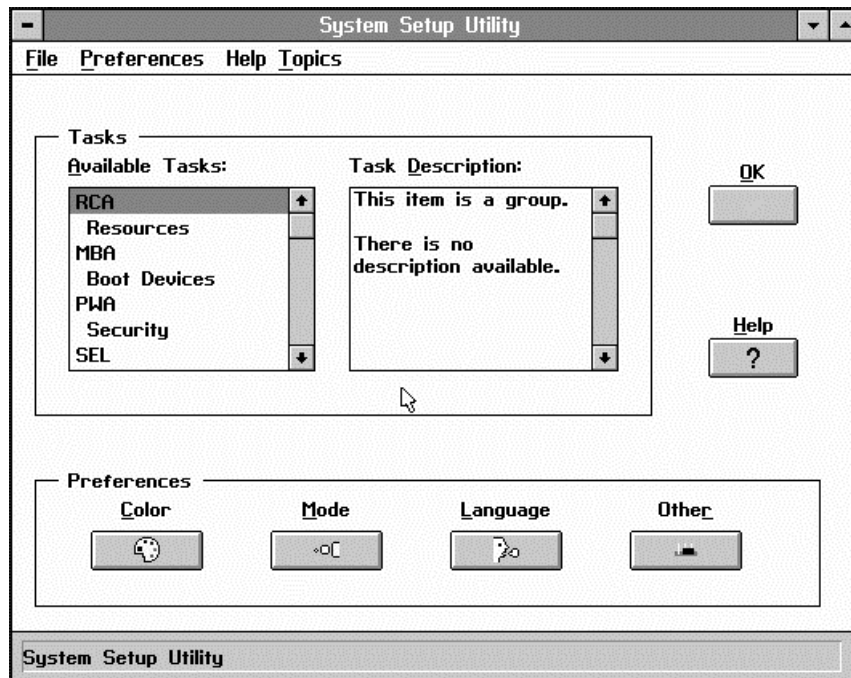 System Setup Utility
File Preferences Help Topics
Tasks
Available Tasks:
RCA
Resources
MBA
Boot Devices
PWA
Security
SEL
Task Description:
This item is a group.
There is no
description available.
OK
Help
?
Preferences
Color
Mode
Language
Other
System Setup Utility